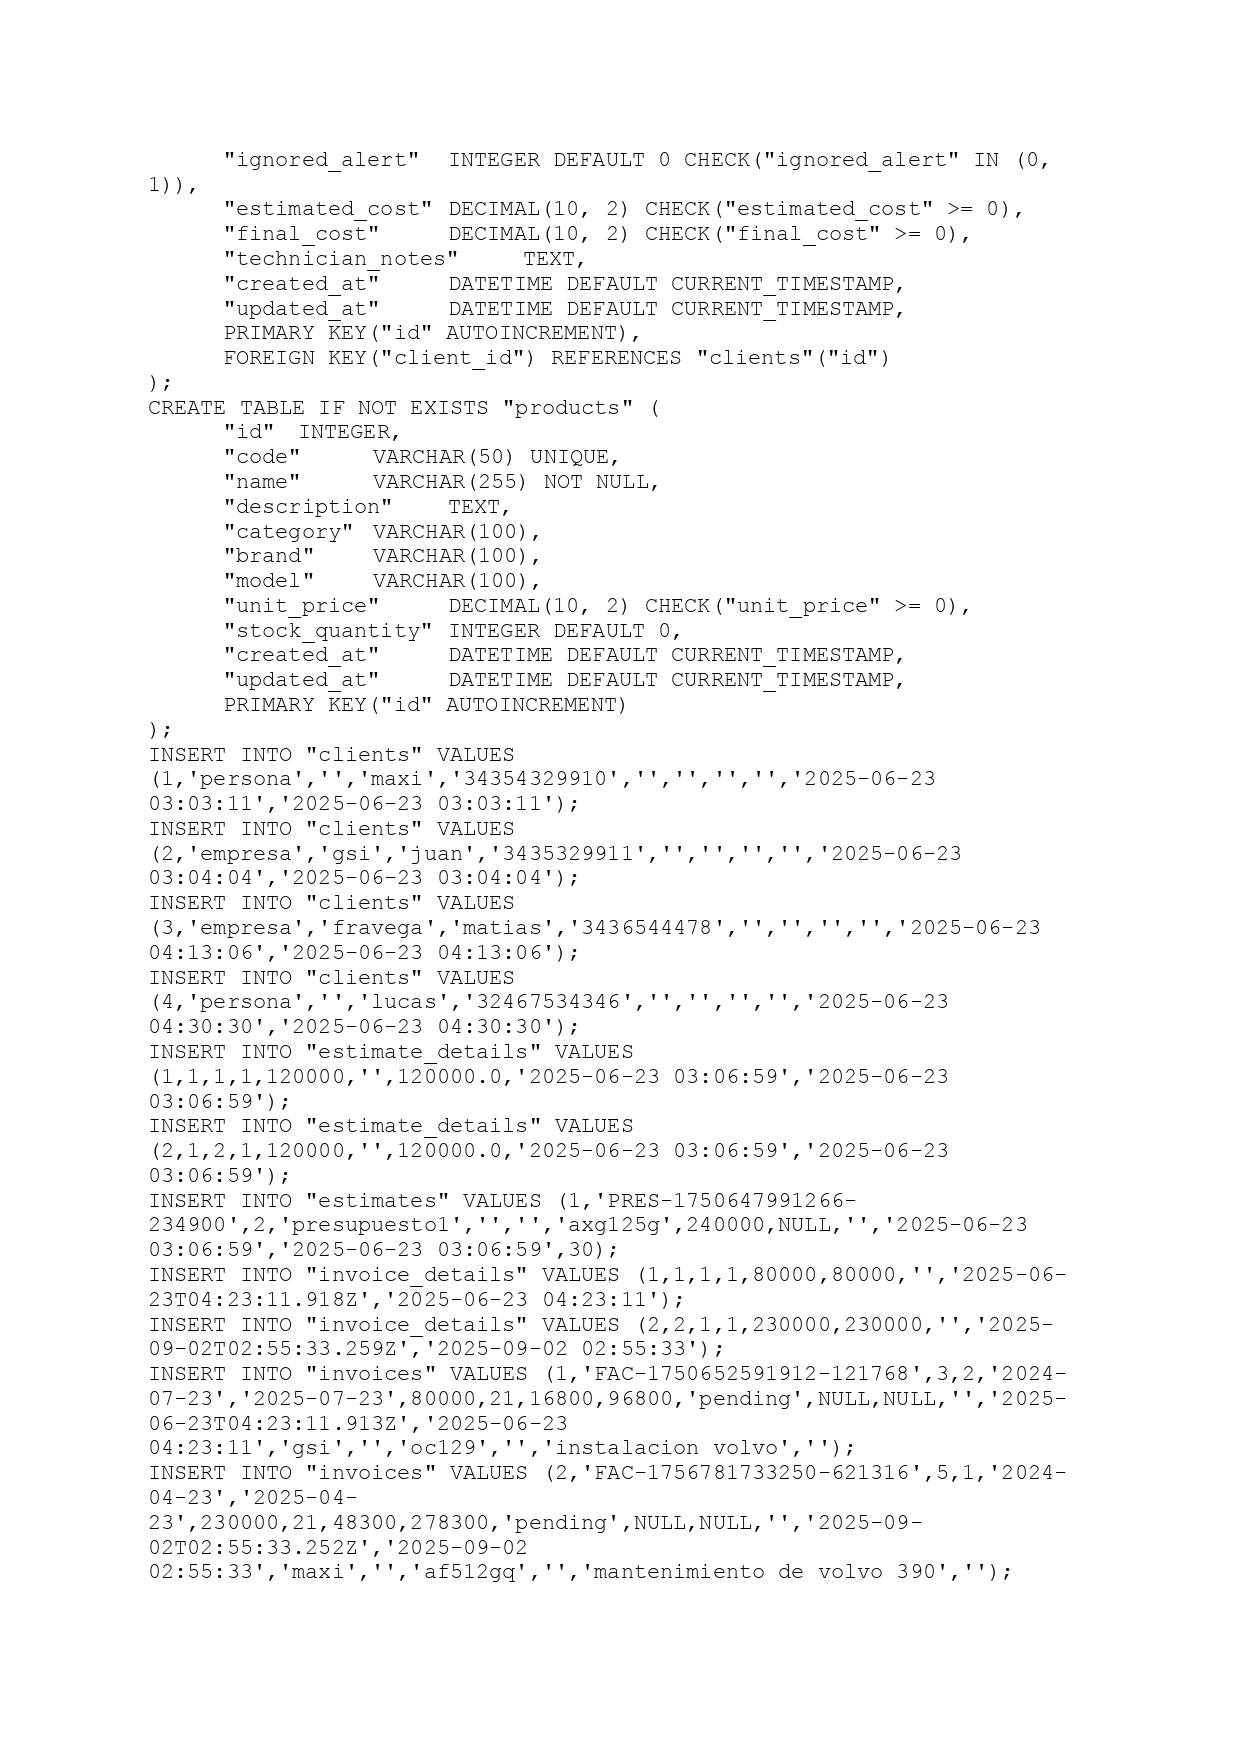 "ignored_alert"	INTEGER DEFAULT 0 CHECK("ignored_alert" IN (0,
1)),
"estimated_cost"	DECIMAL(10, 2) CHECK("estimated_cost" >= 0),
"final_cost"	DECIMAL(10, 2) CHECK("final_cost" >= 0),
"technician_notes"	TEXT,
"created_at"	DATETIME DEFAULT CURRENT_TIMESTAMP,
"updated_at"	DATETIME DEFAULT CURRENT_TIMESTAMP,
PRIMARY KEY("id" AUTOINCREMENT),
FOREIGN KEY("client_id") REFERENCES "clients"("id")
);
CREATE TABLE IF NOT EXISTS "products" (
"id"	INTEGER,
"code"	VARCHAR(50) UNIQUE,
"name"	VARCHAR(255) NOT NULL,
"description"	TEXT,
"category"	VARCHAR(100),
"brand"	VARCHAR(100),
"model"	VARCHAR(100),
"unit_price"	DECIMAL(10, 2) CHECK("unit_price" >= 0),
"stock_quantity"	INTEGER DEFAULT 0,
"created_at"	DATETIME DEFAULT CURRENT_TIMESTAMP,
"updated_at"	DATETIME DEFAULT CURRENT_TIMESTAMP,
PRIMARY KEY("id" AUTOINCREMENT)
);
INSERT INTO "clients" VALUES
(1,'persona','','maxi','34354329910','','','','','2025-06-23
03:03:11','2025-06-23 03:03:11');
INSERT INTO "clients" VALUES
(2,'empresa','gsi','juan','3435329911','','','','','2025-06-23
03:04:04','2025-06-23 03:04:04');
INSERT INTO "clients" VALUES
(3,'empresa','fravega','matias','3436544478','','','','','2025-06-23
04:13:06','2025-06-23 04:13:06');
INSERT INTO "clients" VALUES
(4,'persona','','lucas','32467534346','','','','','2025-06-23
04:30:30','2025-06-23 04:30:30');
INSERT INTO "estimate_details" VALUES
(1,1,1,1,120000,'',120000.0,'2025-06-23 03:06:59','2025-06-23
03:06:59');
INSERT INTO "estimate_details" VALUES
(2,1,2,1,120000,'',120000.0,'2025-06-23 03:06:59','2025-06-23
03:06:59');
INSERT INTO "estimates" VALUES (1,'PRES-1750647991266-
234900',2,'presupuesto1','','','axg125g',240000,NULL,'','2025-06-23
03:06:59','2025-06-23 03:06:59',30);
INSERT INTO "invoice_details" VALUES (1,1,1,1,80000,80000,'','2025-06-
23T04:23:11.918Z','2025-06-23 04:23:11');
INSERT INTO "invoice_details" VALUES (2,2,1,1,230000,230000,'','2025-
09-02T02:55:33.259Z','2025-09-02 02:55:33');
INSERT INTO "invoices" VALUES (1,'FAC-1750652591912-121768',3,2,'2024-
07-23','2025-07-23',80000,21,16800,96800,'pending',NULL,NULL,'','2025-
06-23T04:23:11.913Z','2025-06-23
04:23:11','gsi','','oc129','','instalacion volvo','');
INSERT INTO "invoices" VALUES (2,'FAC-1756781733250-621316',5,1,'2024-
04-23','2025-04-
23',230000,21,48300,278300,'pending',NULL,NULL,'','2025-09-
02T02:55:33.252Z','2025-09-02
02:55:33','maxi','','af512gq','','mantenimiento de volvo 390','');